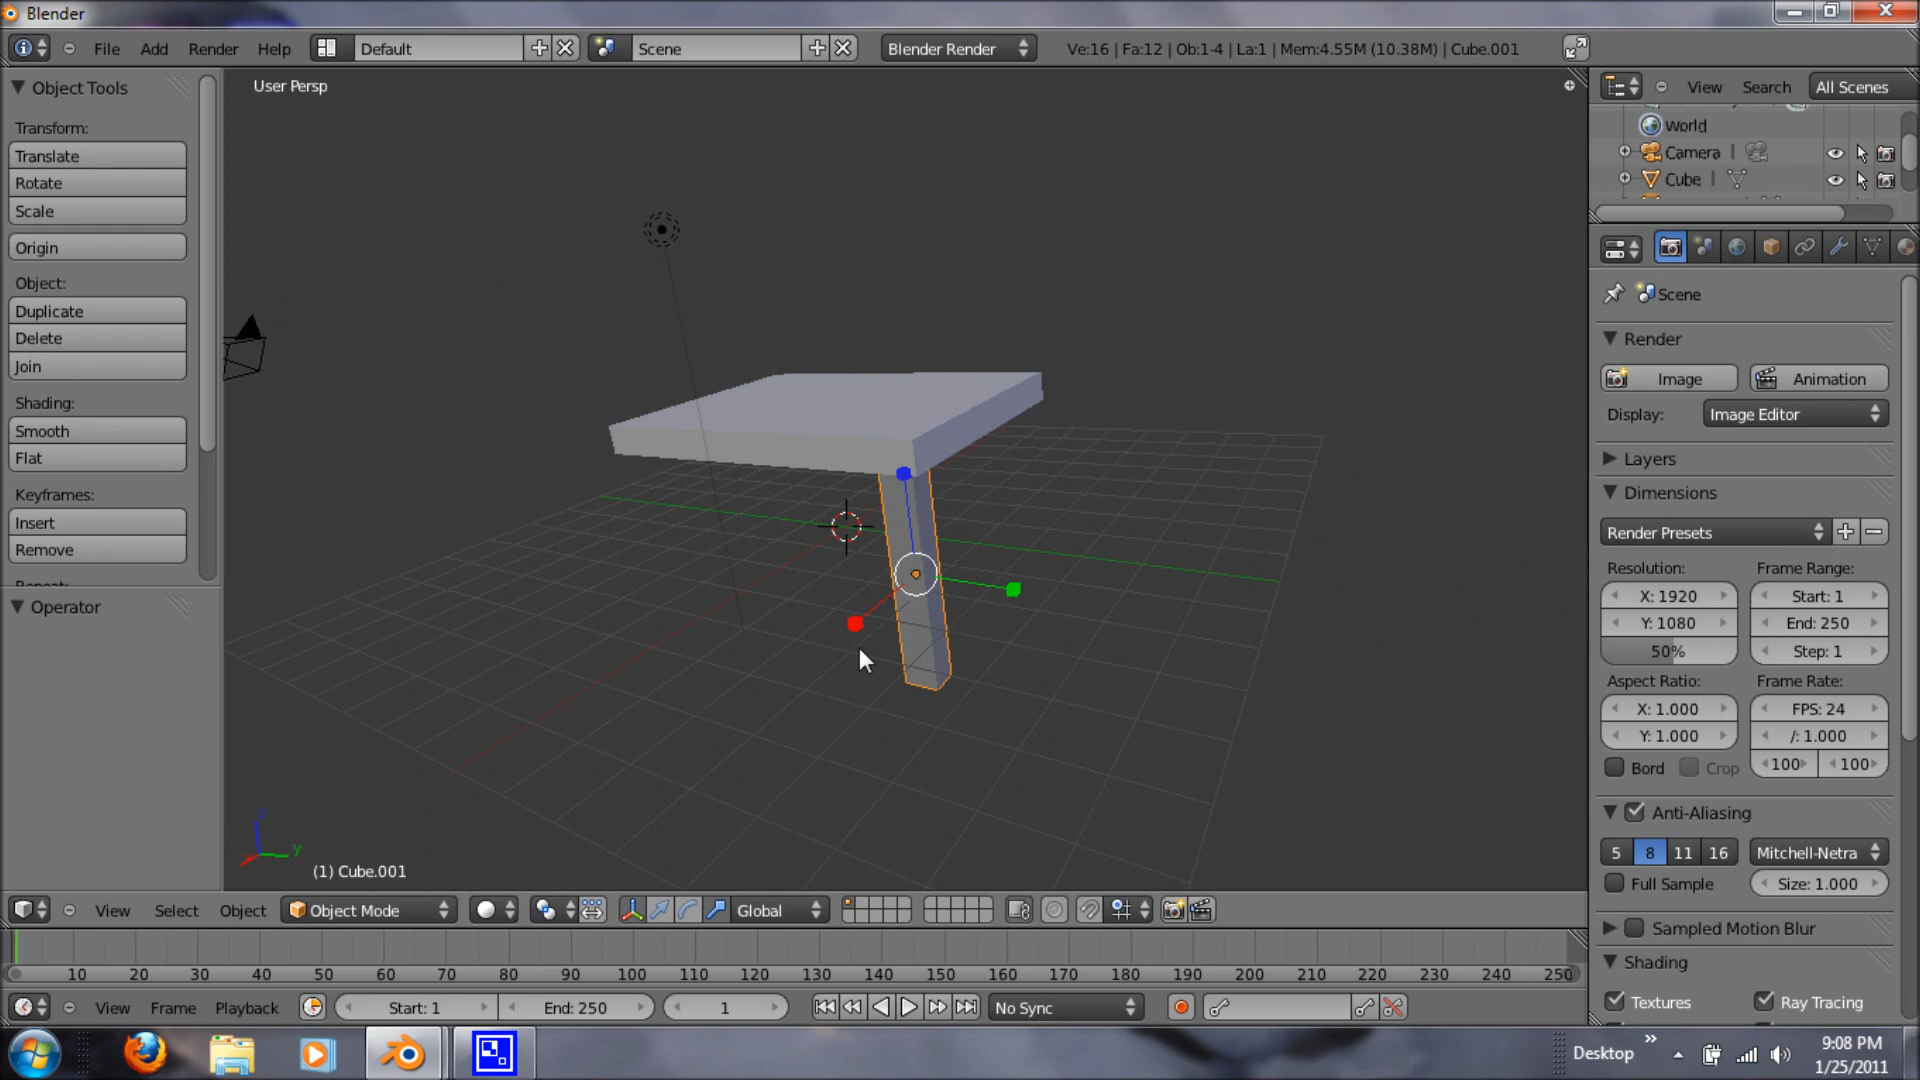 Blender
File Add Render Help Default Scene Blender Render Ve:16 | Fa:12 | Ob:1-4 | La:1 | Mem:4.55M (10.38M) | Cube.001
Object Tools
Transform:
Translate
Rotate
Scale
Origin
Object:
Duplicate
Delete
Join
Shading:
Smooth
Flat
Keyframes:
Insert
Remove
Operator
User Persp
y
(1) Cube.001
View Search All Scenes
World
Camera
Cube
Scene
Render
Image Animation
Display: Image Editor
Layers
Dimensions
Render Presets
Resolution: Frame Range:
X: 1920 Start: 1
Y: 1080 End: 250
50% Step: 1
Aspect Ratio: Frame Rate:
X: 1.000 FPS: 24
Y: 1.000 /: 1.000
Bord Crop 100 100
Anti-Aliasing
5 8 11 16 Mitchell-Netra
Full Sample Size: 1.000
Sampled Motion Blur
Shading
Textures Ray Tracing
View Select Object Object Mode Global
10 20 30 40 50 60 70 80 90 100 110 120 130 140 150 160 170 180 190 200 210 220 230 240 250
View Frame Playback Start: 1 End: 250 1 No Sync
Desktop
9:08 PM
1/25/2011